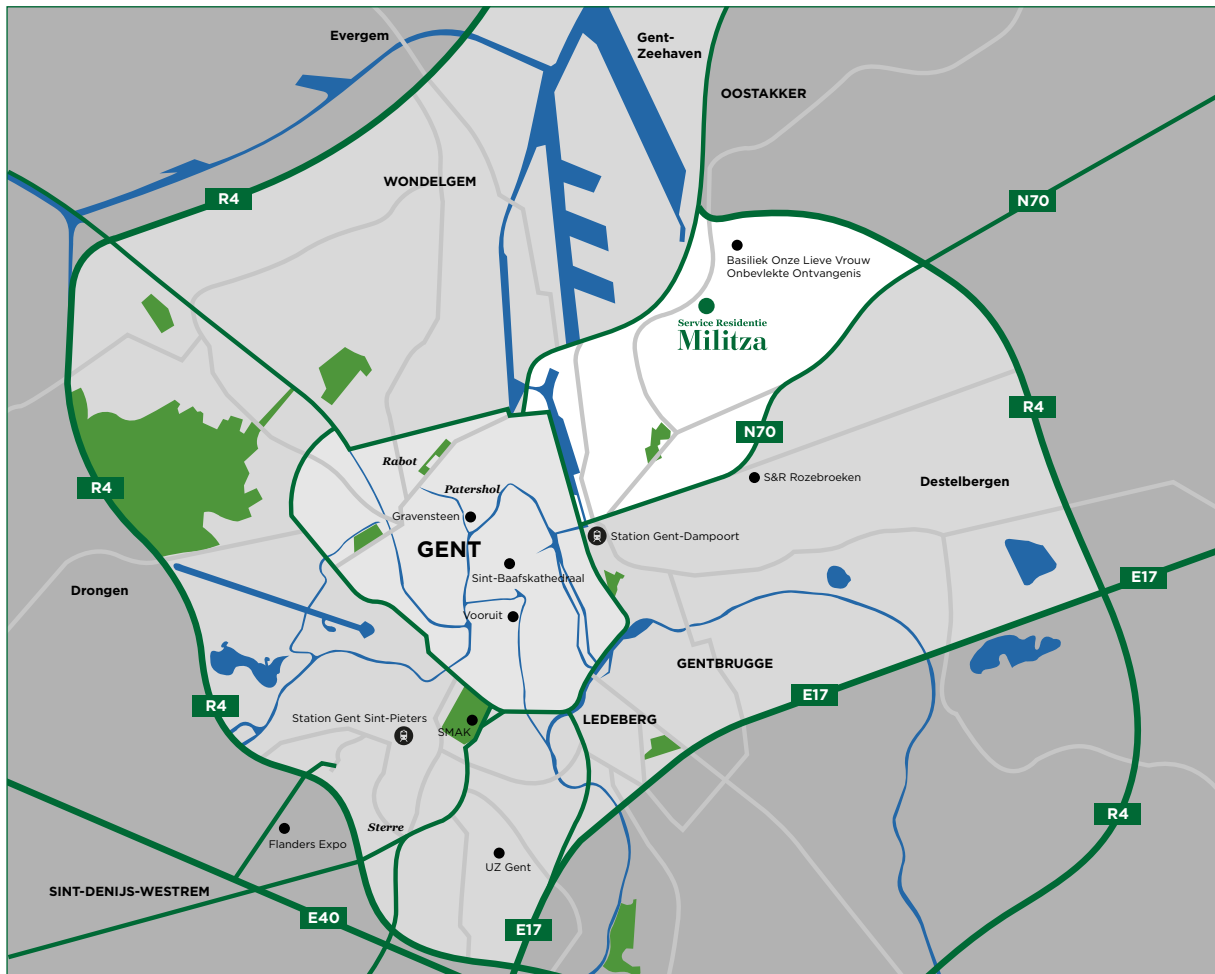 Evergem
Gent-
Zeehaven
OOSTAKKER
WONDELGEM
R4
N70
Basiliek Onze Lieve Vrouw
Onbevlekte Ontvangenis
Service Residentie
Militza
R4
N70
Rabot
Patershol
S&R Rozebroeken
Destelbergen
R4
Gravensteen
Station Gent-Dampoort
GENT
Sint-Baafskathedraal
E17
Drongen
Vooruit
GENTBRUGGE
E17
R4
Station Gent Sint-Pieters
SMAK
LEDEBERG
R4
Sterre
Flanders Expo
UZ Gent
SINT-DENIJS-WESTREM
E40
E17